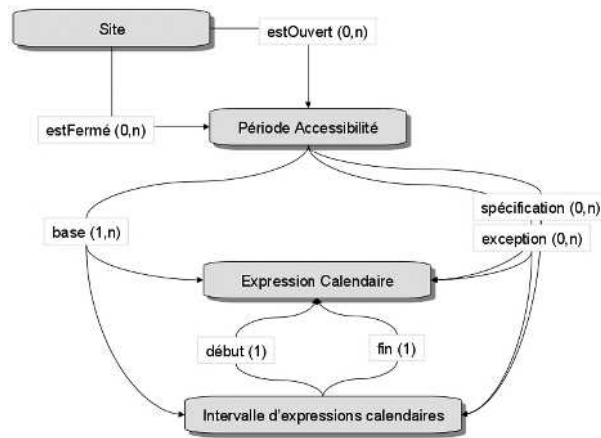 Site
estOuvert (0,n)
estFermé (0,n)
Période Accessibilité
spécification (0,n)
base (1,n)
exception (0,n)
Expression Calendaire
début (1)
fin (1)
Intervalle d'expressions calendaires